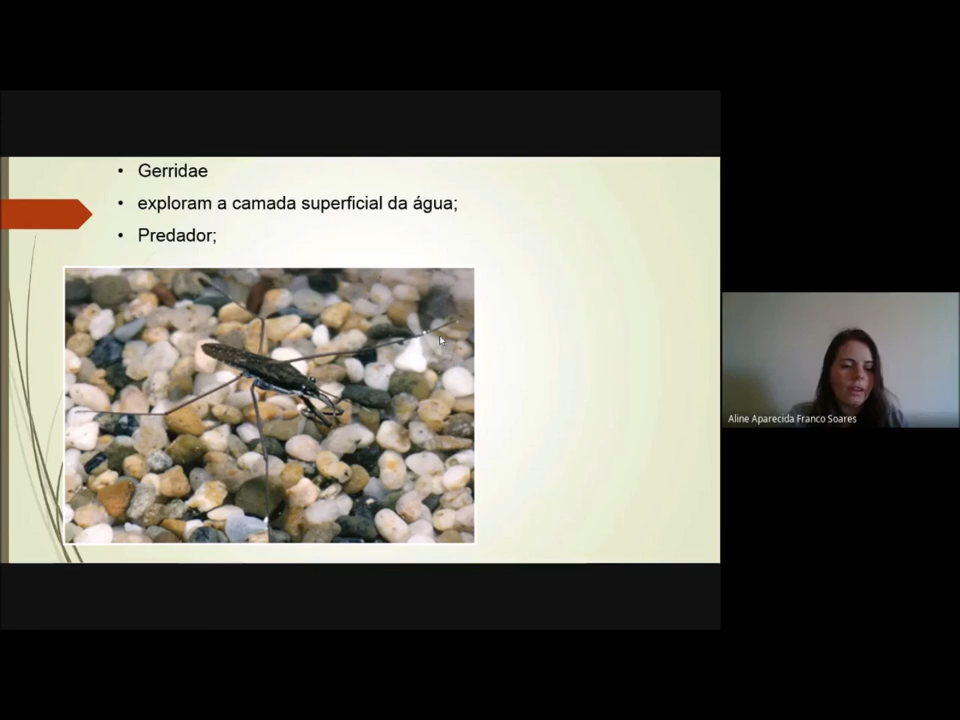 • Gerridae
• exploram a camada superficial da água;
• Predador;
Aline Aparecida Franco Soares